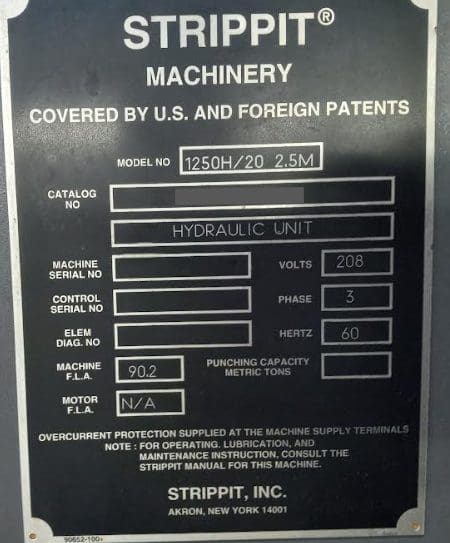 STRIPPIT®
MACHINERY
COVERED BY U.S. AND FOREIGN PATENTS
MODEL NO 1250H/20 2.5M
CATALOG
NO
HYDRAULIC UNIT
MACHINE
SERIAL NO
VOLTS 208
CONTROL
SERIAL NO
PHASE 3
ELEM
DIAG. NO
HERTZ 60
MACHINE
F.L.A. 90.2
PUNCHING CAPACITY
METRIC TONS
MOTOR
F.L.A. N/A
OVERCURRENT PROTECTION SUPPLIED AT THE MACHINE SUPPLY TERMINALS
NOTE : FOR OPERATING, LUBRICATION, AND
MAINTENANCE INSTRUCTION, CONSULT THE
STRIPPIT MANUAL FOR THIS MACHINE.
STRIPPIT, INC.
AKRON, NEW YORK 14001
90652-100